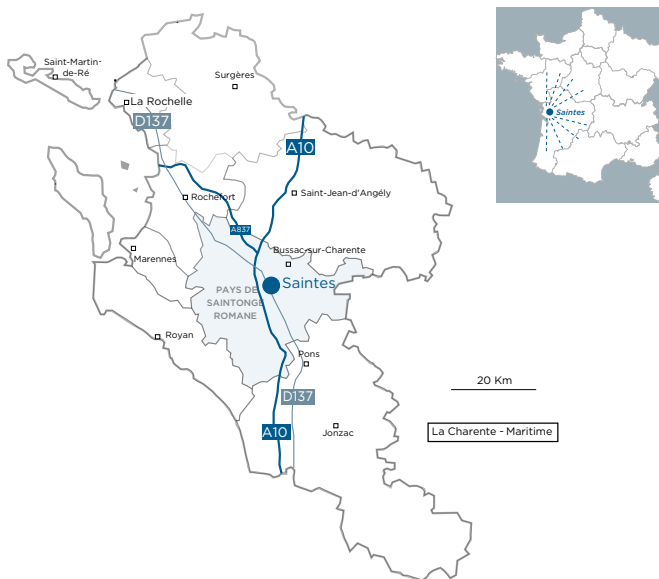 Saint-Martin-
de-Ré
Surgères
La Rochelle
D137
A10
Saintes
Rochefort
Saint-Jean-d'Angély
A837
Bussac-sur-Charente
Marennes
Saintes
PAYS DE
SAINTONGE
ROMANE
Royan
Pons
20 Km
D137
A10
Jonzac
La Charente - Maritime